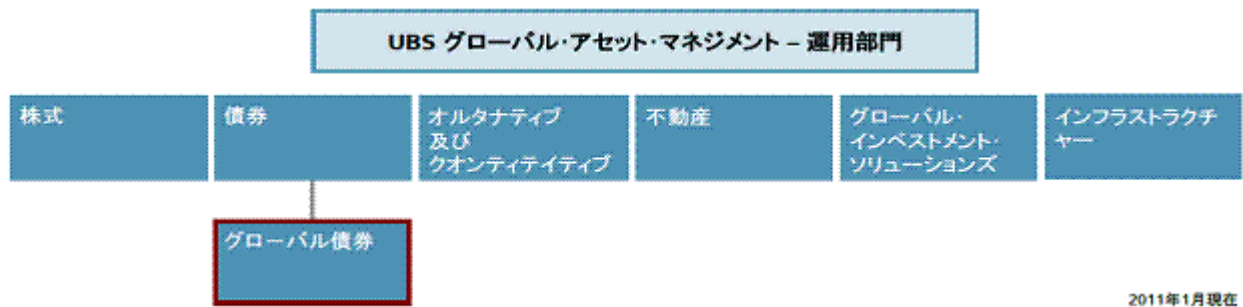 UBS グローバル・アセット・マネジメント – 運用部門
株式
債券
オルタナティブ
及び
クオンティテイティブ
不動産
グローバル・
インベストメント・
ソリューションズ
インフラストラクチ
ャー
グローバル債券
2011年1月現在